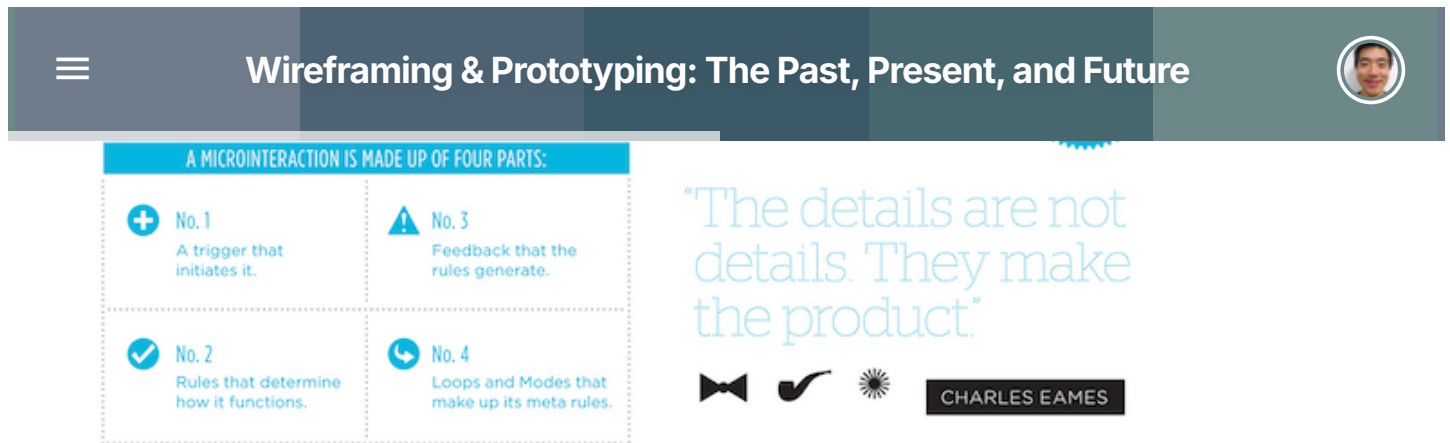 Wireframing & Prototyping: The Past, Present, and Future
A MICROINTERACTION IS MADE UP OF FOUR PARTS:
No. 1
A trigger that
initiates it.
No. 2
Rules that determine
how it functions.
No. 3
Feedback that the
rules generate.
No. 4
Loops and Modes that
make up its meta rules.
“The details are not
details. They make
the product.”
CHARLES EAMES